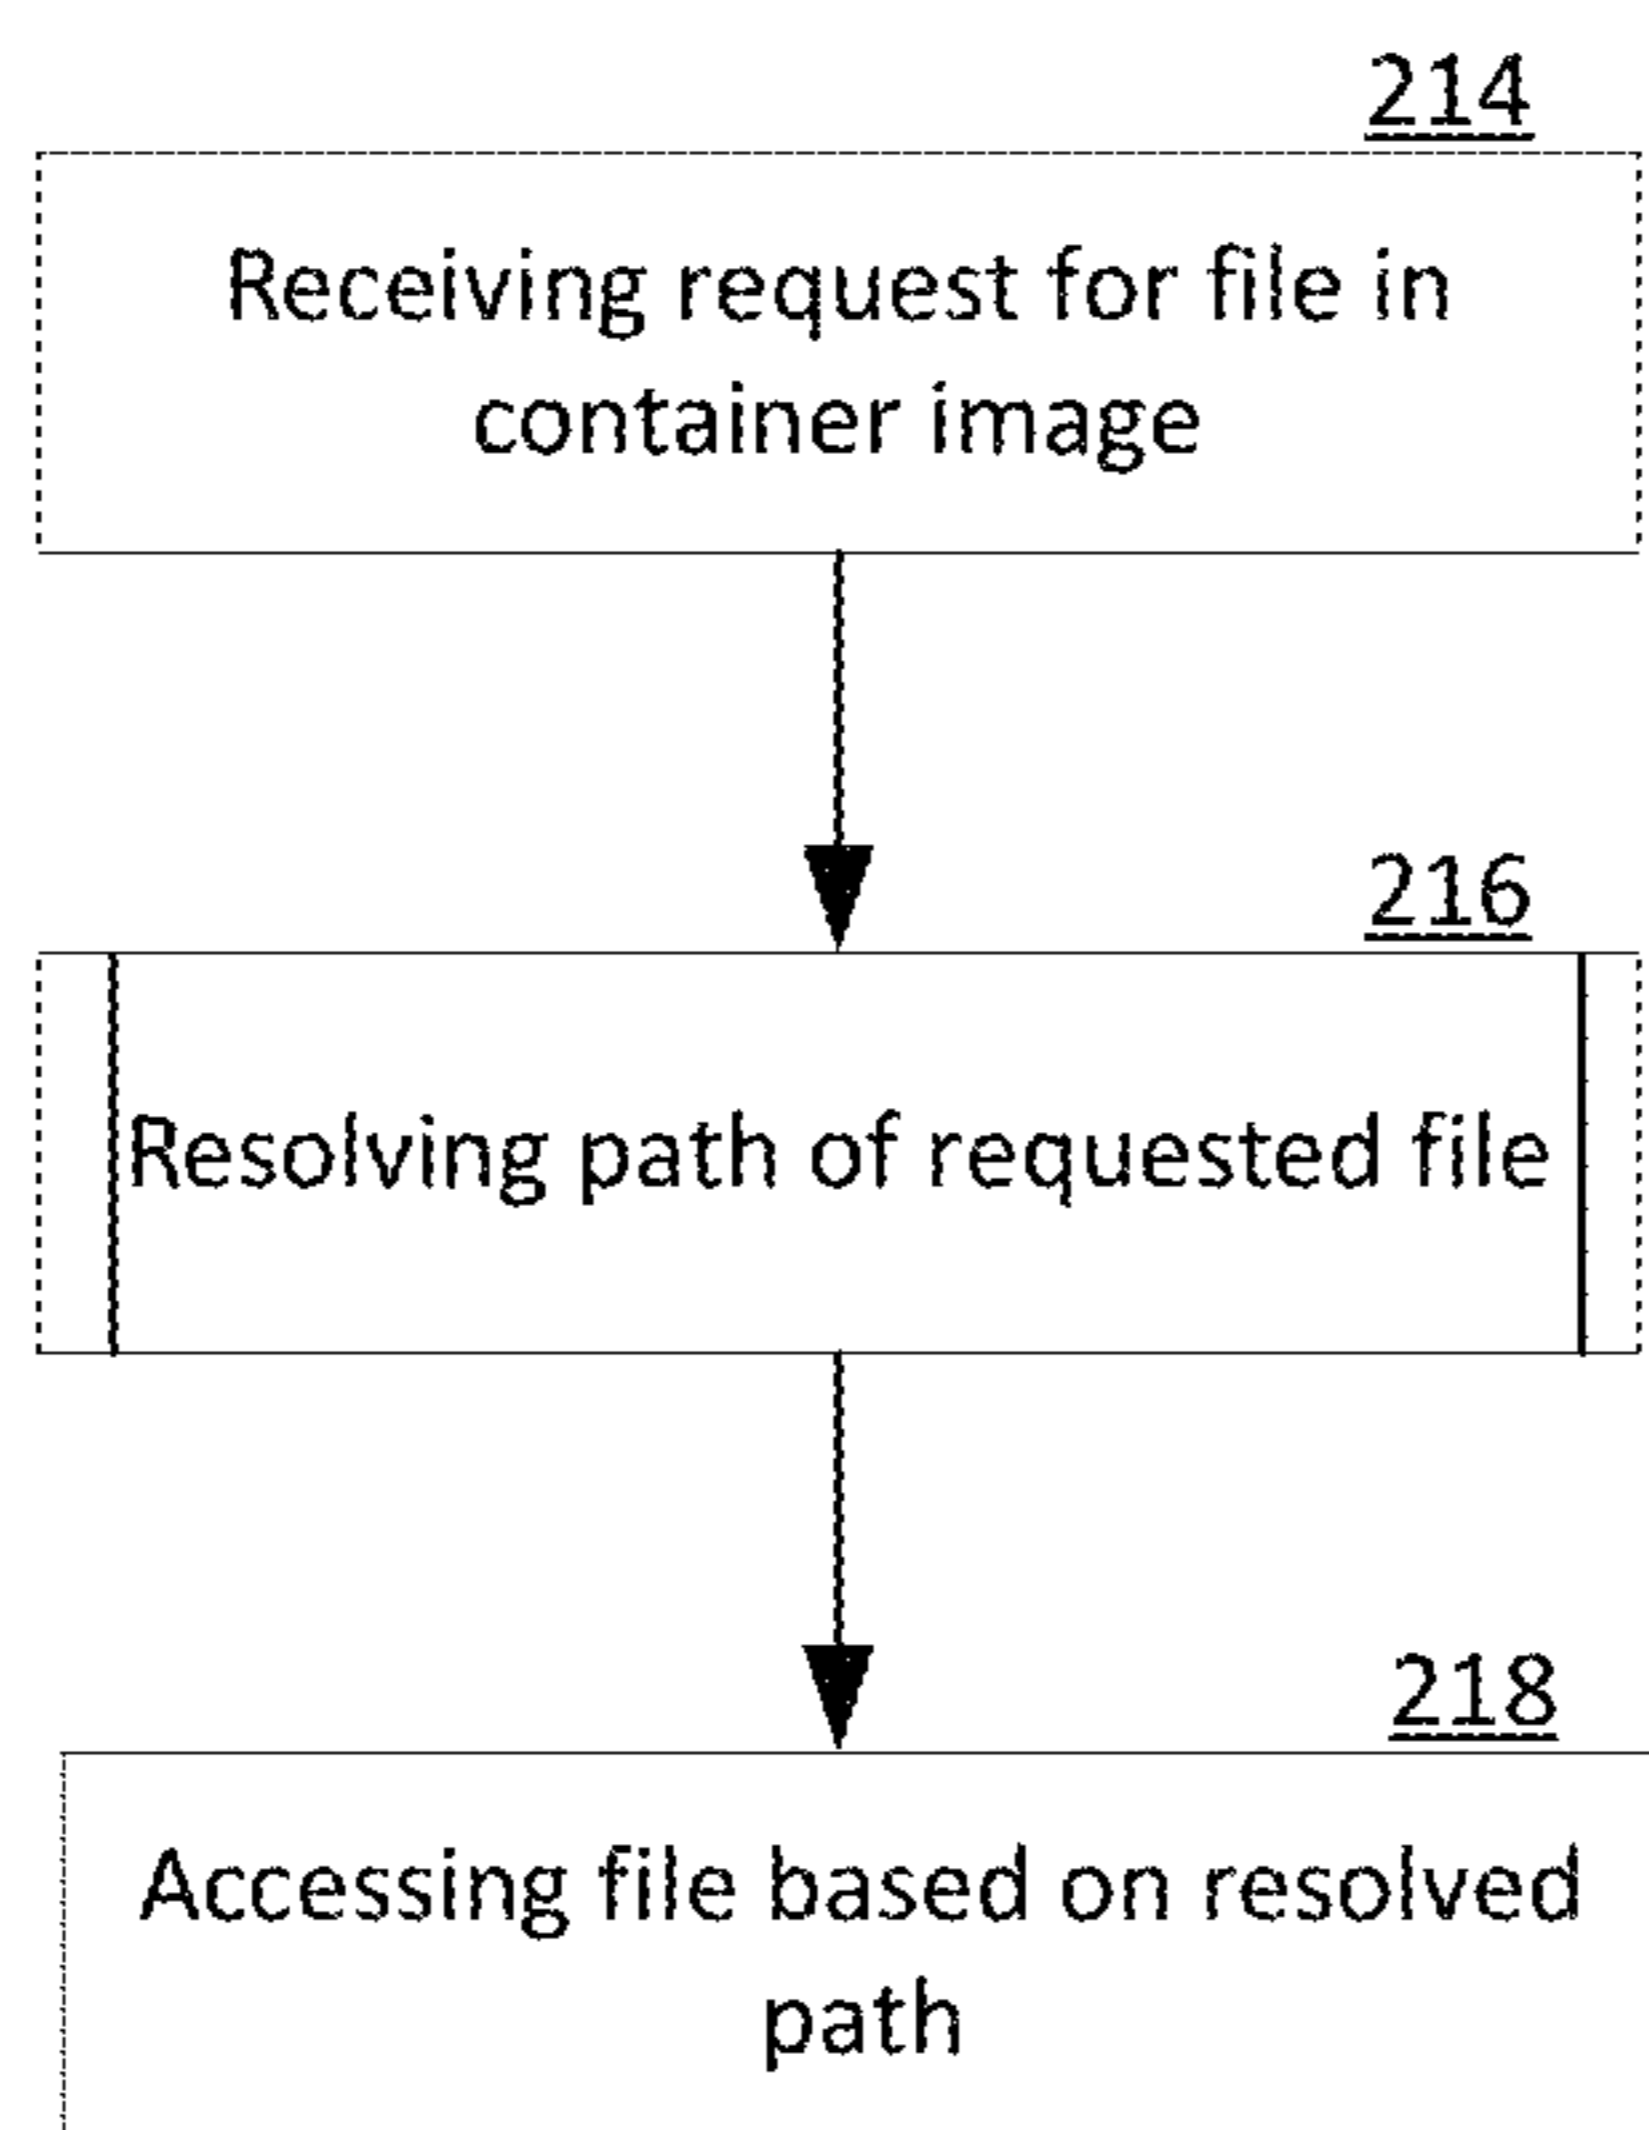 214
Receiving request for file in
container image
216
Resolving path of requested file
218
Accessing file based on resolved
path